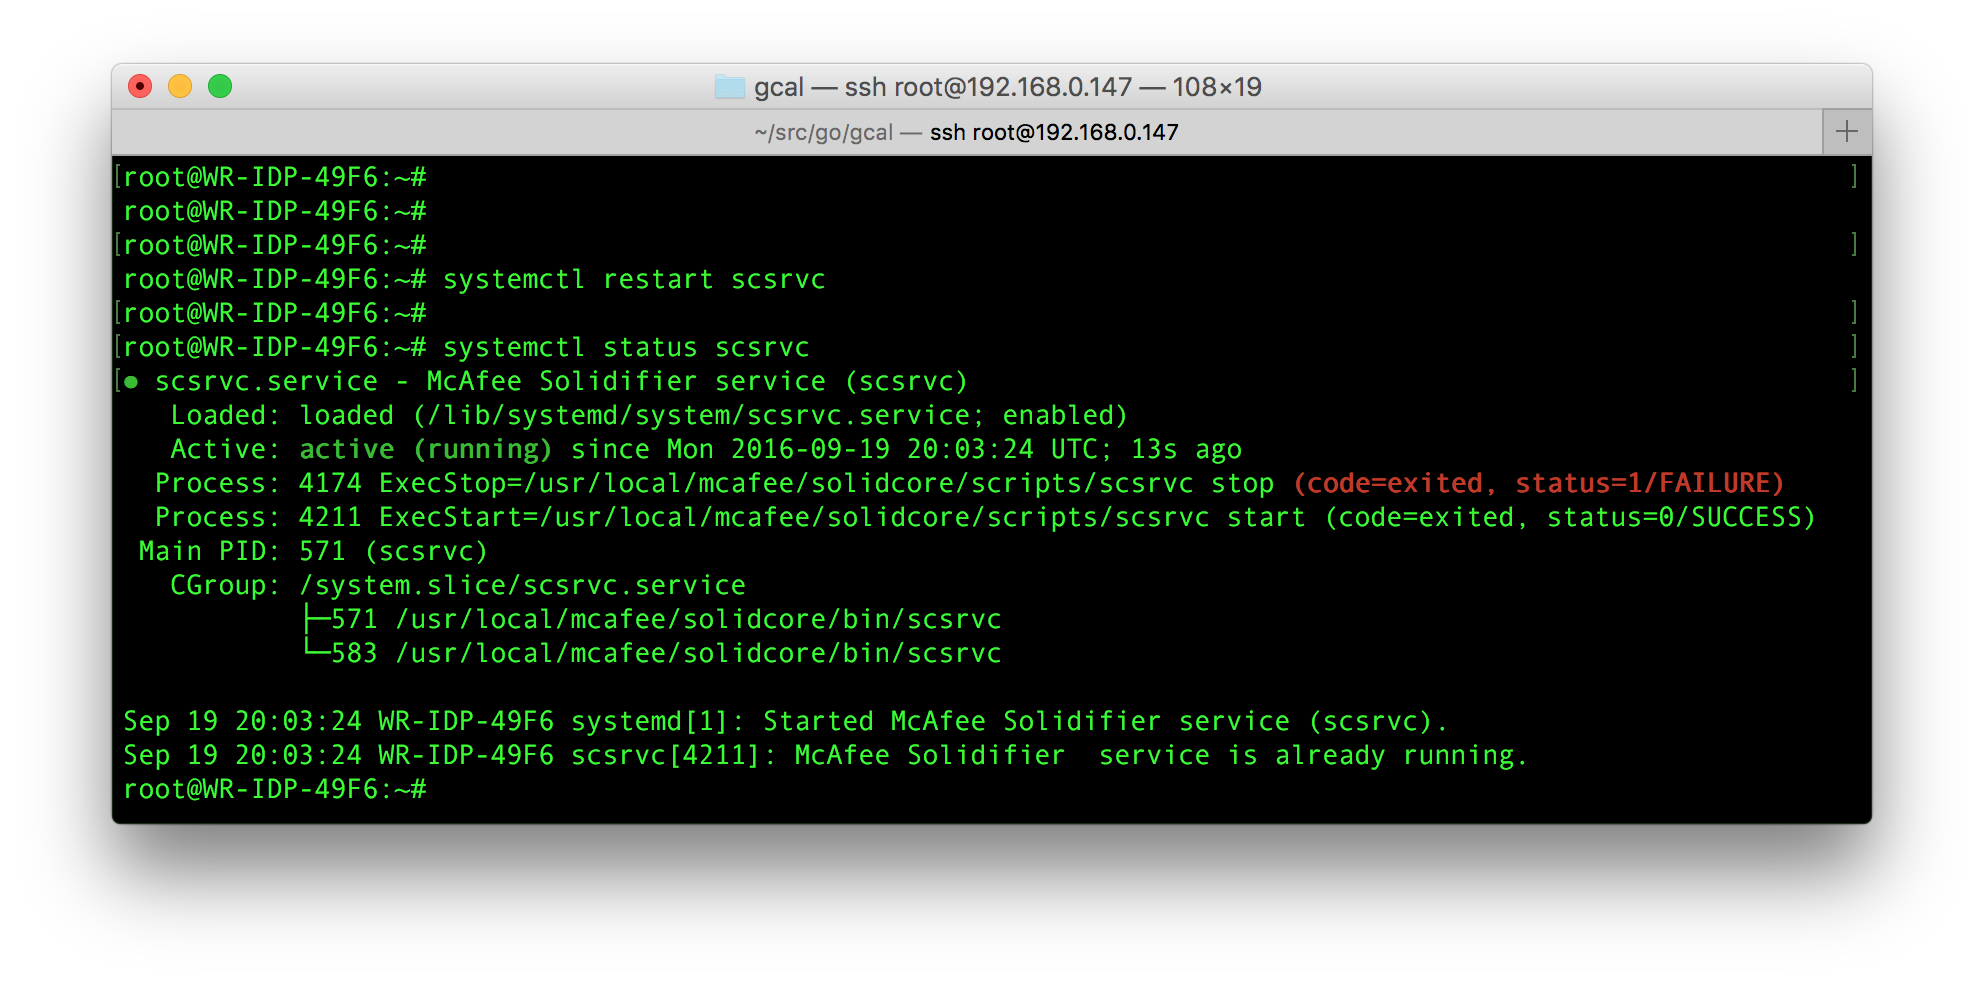 gcal — ssh root@192.168.0.147 — 108×19
~/src/go/gcal — ssh root@192.168.0.147 +
[root@WR-IDP-49F6:~# ]
root@WR-IDP-49F6:~#
[root@WR-IDP-49F6:~# ]
root@WR-IDP-49F6:~# systemctl restart scsrvc
[root@WR-IDP-49F6:~# ]
[root@WR-IDP-49F6:~# systemctl status scsrvc ]
[● scsrvc.service - McAfee Solidifier service (scsrvc) ]
Loaded: loaded (/lib/systemd/system/scsrvc.service; enabled)
Active: active (running) since Mon 2016-09-19 20:03:24 UTC; 13s ago
Process: 4174 ExecStop=/usr/local/mcafee/solidcore/scripts/scsrvc stop (code=exited, status=1/FAILURE)
Process: 4211 ExecStart=/usr/local/mcafee/solidcore/scripts/scsrvc start (code=exited, status=0/SUCCESS)
Main PID: 571 (scsrvc)
CGroup: /system.slice/scsrvc.service
├─571 /usr/local/mcafee/solidcore/bin/scsrvc
└─583 /usr/local/mcafee/solidcore/bin/scsrvc
Sep 19 20:03:24 WR-IDP-49F6 systemd[1]: Started McAfee Solidifier service (scsrvc).
Sep 19 20:03:24 WR-IDP-49F6 scsrvc[4211]: McAfee Solidifier  service is already running.
root@WR-IDP-49F6:~#